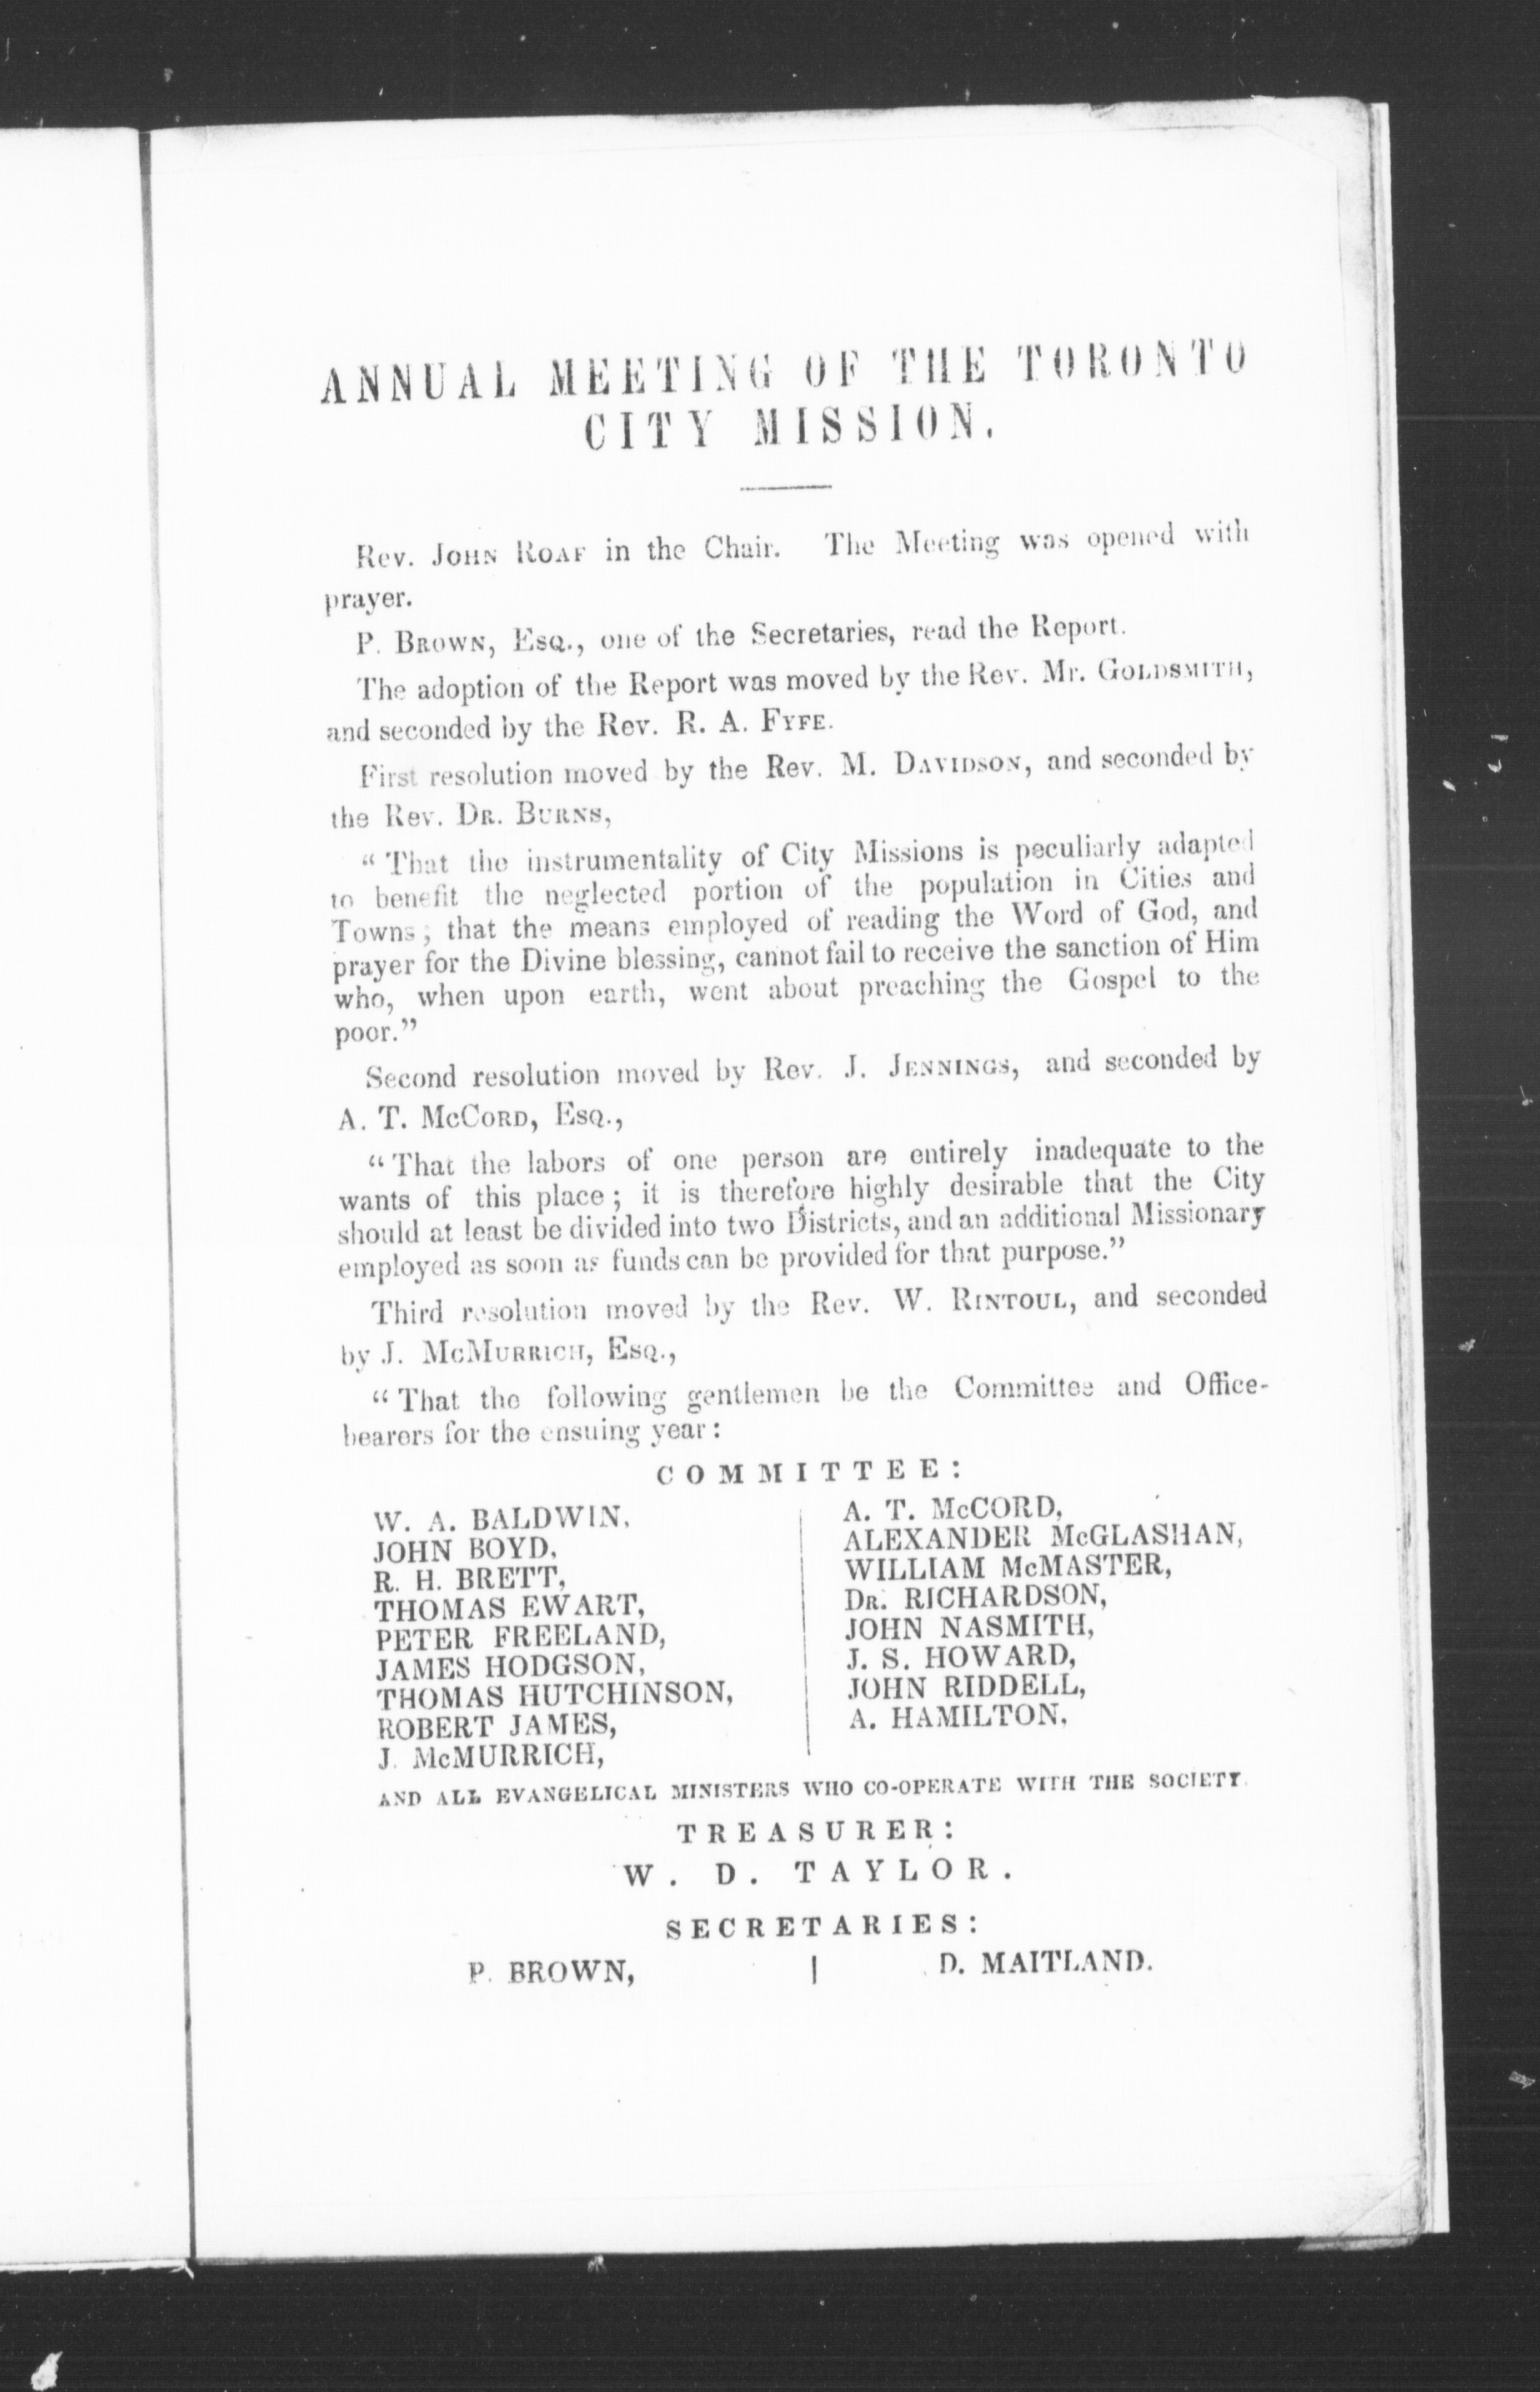 ANNUAL MEETING OF THE TORONTO
CITY MISSION.
Rev. JOHN ROAF in the Chair. The Meeting was opened with
prayer.
P. BROWN, ESQ., one of the Secretaries, read the Report.
The adoption of the Report was moved by the Rev. Mr. GOLDSMITH,
and seconded by the Rev. R. A. FYFE.
First resolution moved by the Rev. M. DAVIDSON, and seconded by
the Rev. DR. BURNS,
"That the instrumentality of City Missions is peculiarly adapted
to benefit the neglected portion of the population in Cities and
Towns; that the means employed of reading the Word of God, and
prayer for the Divine blessing, cannot fail to receive the sanction of Him
who, when upon earth, went about preaching the Gospel to the
poor."
Second resolution moved by Rev. J. JENNINGS, and seconded by
A. T. MCCORD, ESQ.,
"That the labors of one person are entirely inadequate to the
wants of this place; it is therefore highly desirable that the City
should at least be divided into two Districts, and an additional Missionary
employed as soon as funds can be provided for that purpose."
Third resolution moved by the Rev. W. RINTOUL, and seconded
by J. MCMURRICH, ESQ.,
"That the following gentlemen be the Committee and Office-
bearers for the ensuing year:
COMMITTEE:
W. A. BALDWIN,
JOHN BOYD,
R. H. BRETT,
THOMAS EWART,
PETER FREELAND,
JAMES HODGSON,
THOMAS HUTCHINSON,
ROBERT JAMES,
J. McMURRICH,
A. T. McCORD,
ALEXANDER McGLASHAN,
WILLIAM McMASTER,
DR. RICHARDSON,
JOHN NASMITH,
J. S. HOWARD,
JOHN RIDDELL,
A. HAMILTON,
AND ALL EVANGELICAL MINISTERS WHO CO-OPERATE WITH THE SOCIETY.
TREASURER:
W. D. TAYLOR.
SECRETARIES:
P. BROWN, | D. MAITLAND.